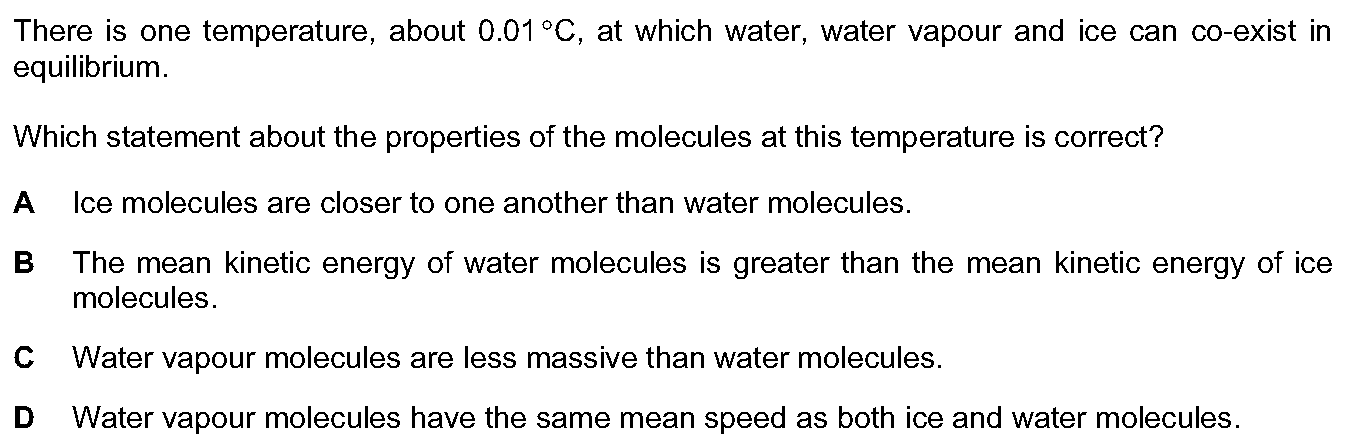 There is one temperature, about 0.01 °C, at which water, water vapour and ice can co-exist in
equilibrium.
Which statement about the properties of the molecules at this temperature is correct?
A Ice molecules are closer to one another than water molecules.
B The mean kinetic energy of water molecules is greater than the mean kinetic energy of ice
molecules.
C Water vapour molecules are less massive than water molecules.
D Water vapour molecules have the same mean speed as both ice and water molecules.